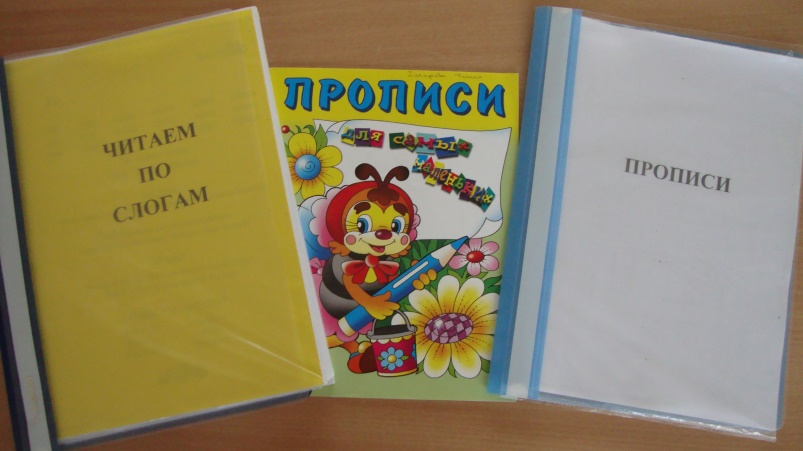 ЧИТАЕМ
ПО
СЛОГАМ
ПРОПИСИ
для самых
маленьких
ПРОПИСИ